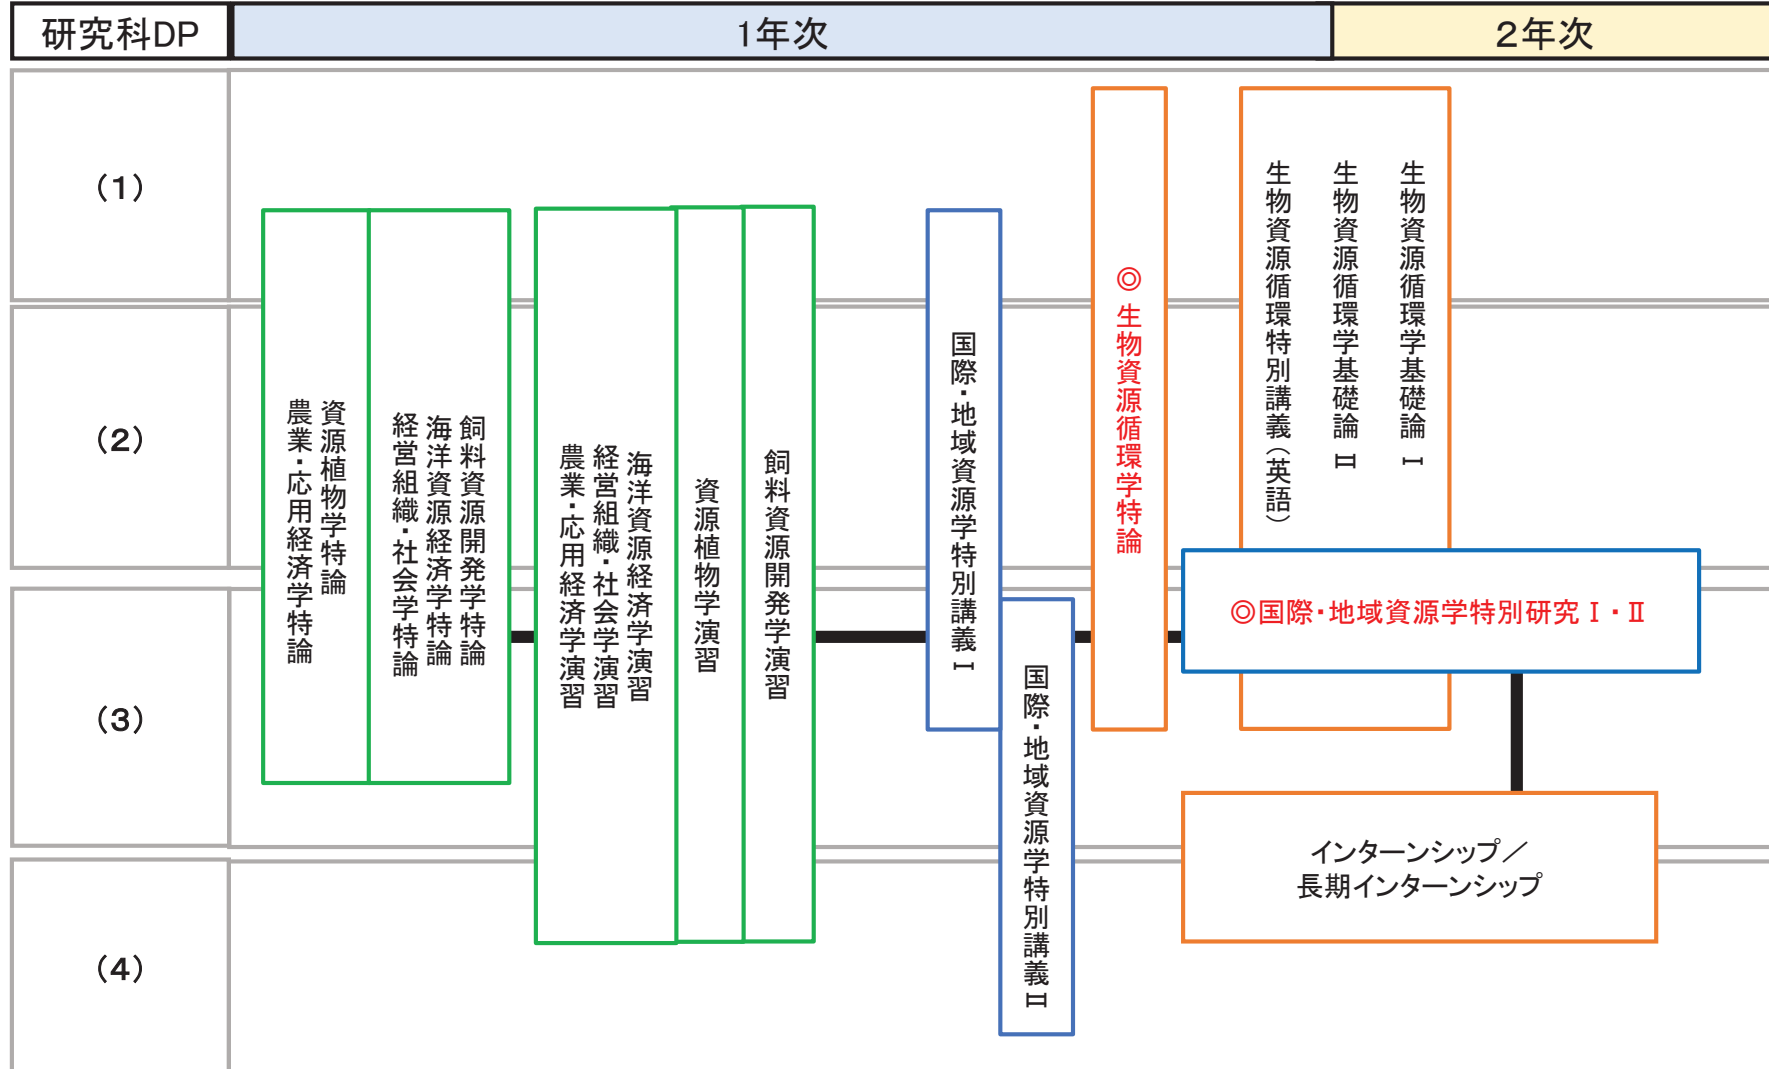 研究科DP
1年次
２年次
（1）
（2）
（3）
（4）
資源植物学特論
農業・応用経済学特論
飼料資源開発学特論
海洋資源経済学特論
経営組織・社会学特論
海洋資源経済学演習
経営組織・社会学演習
農業・応用経済学演習
資源植物学演習
飼料資源開発学演習
国際・地域資源学特別講義Ⅰ
国際・地域資源学特別講義Ⅱ
◎生物資源循環学特論
生物資源循環学基礎論Ⅰ
生物資源循環学基礎論Ⅱ
生物資源循環特別講義（英語）
◎国際・地域資源学特別研究Ⅰ・Ⅱ
インターンシップ／
長期インターンシップ